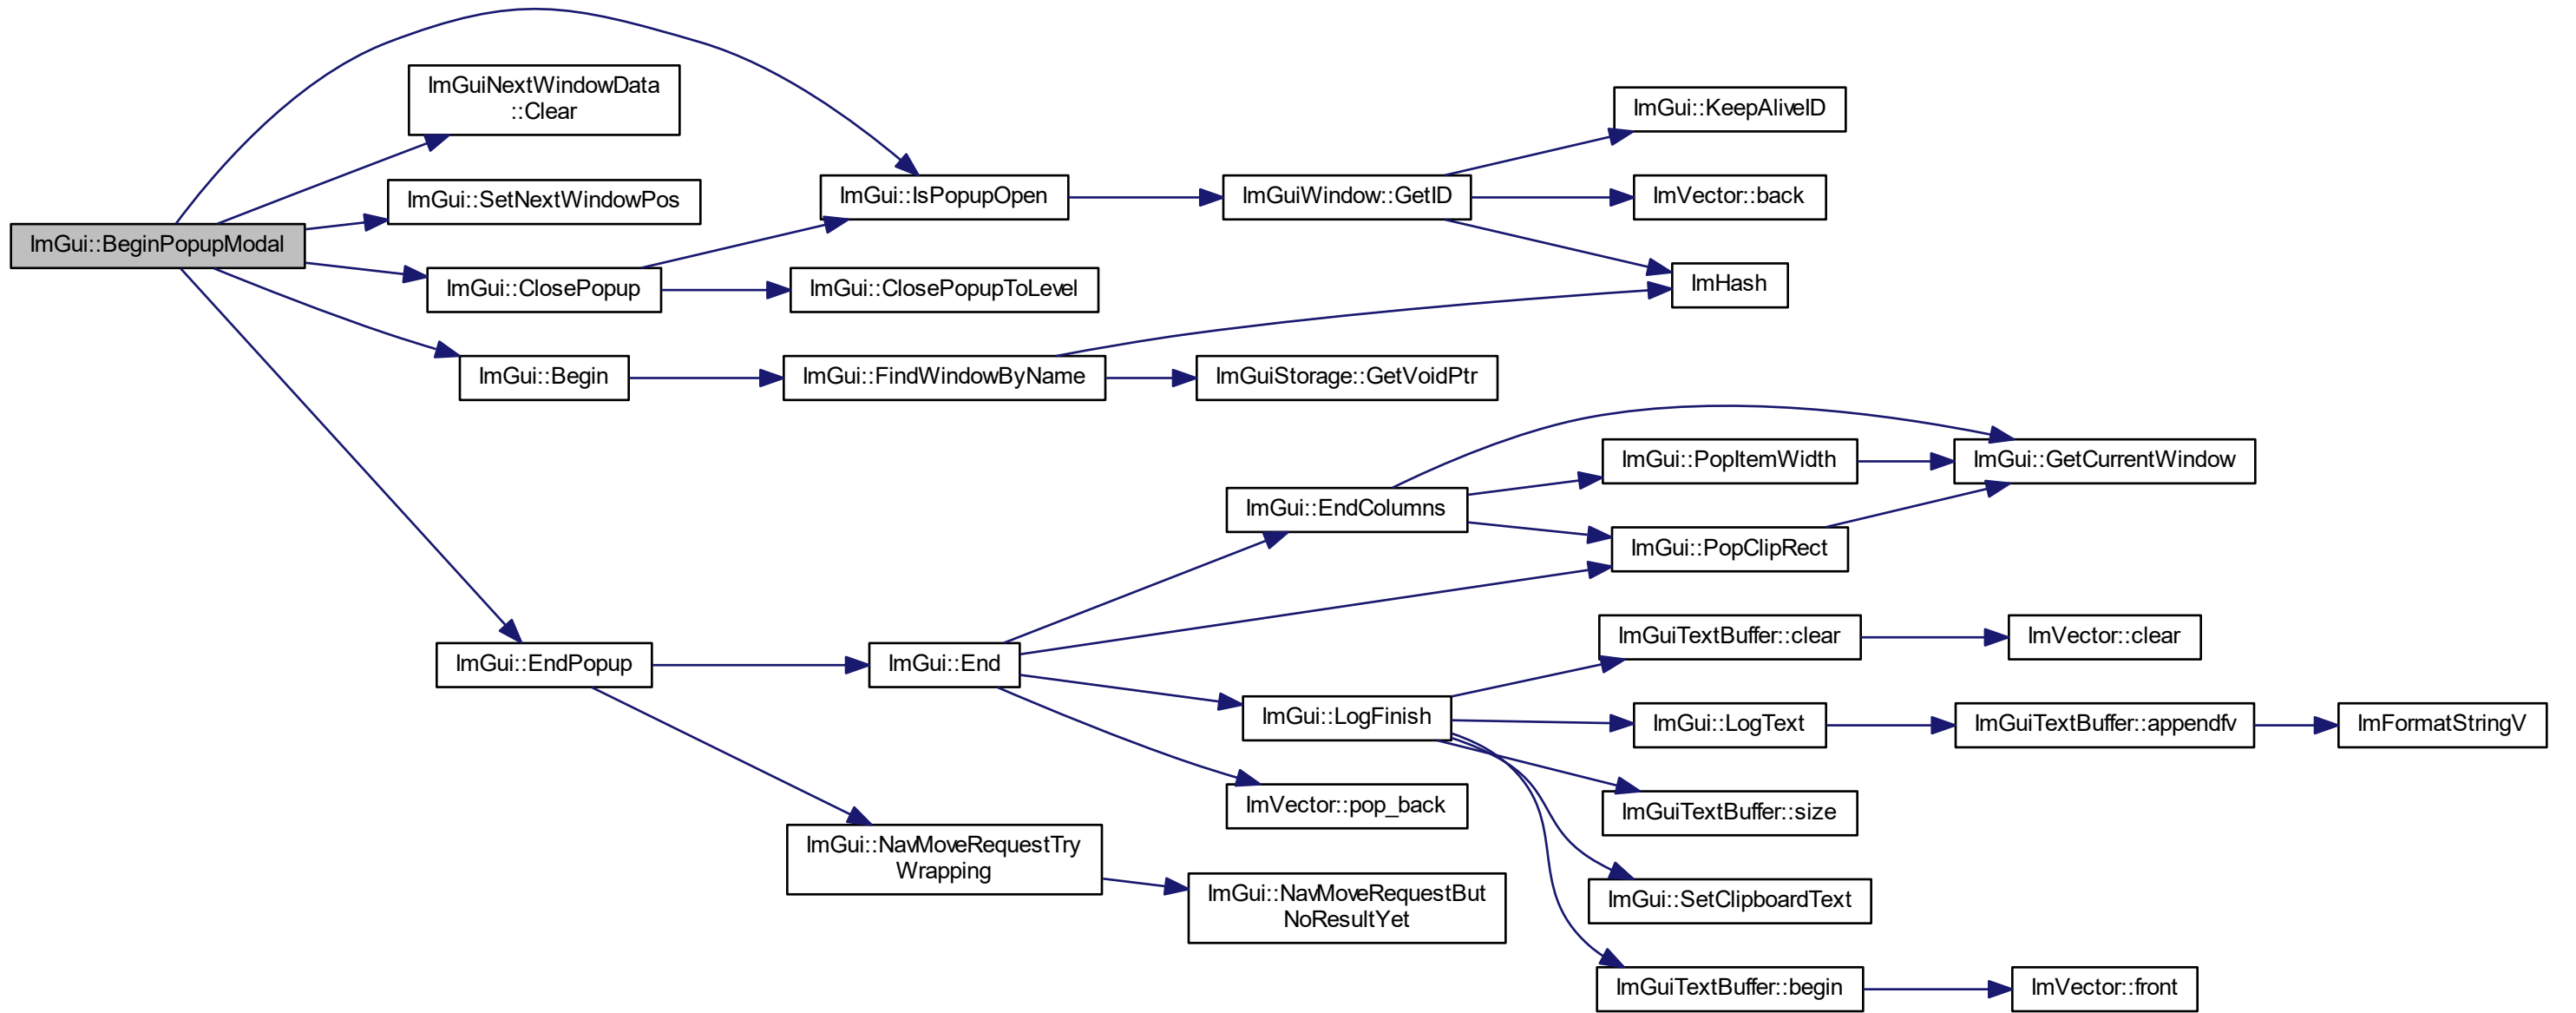 ImGui::BeginPopupModal
ImGuiNextWindowData
::Clear
ImGui::SetNextWindowPos
ImGui::ClosePopup
ImGui::Begin
ImGui::EndPopup
ImGui::IsPopupOpen
ImGui::ClosePopupToLevel
ImGui::FindWindowByName
ImGui::End
ImGui::NavMoveRequestTry
Wrapping
ImGuiWindow::GetID
ImGuiStorage::GetVoidPtr
ImGui::EndColumns
ImGui::LogFinish
ImVector::pop_back
ImGui::NavMoveRequestBut
NoResultYet
ImGui::KeepAliveID
ImVector::back
ImHash
ImGui::PopItemWidth
ImGui::PopClipRect
ImGuiTextBuffer::clear
ImGui::LogText
ImGuiTextBuffer::size
ImGui::SetClipboardText
ImGuiTextBuffer::begin
ImGui::GetCurrentWindow
ImVector::clear
ImGuiTextBuffer::appendfv
ImVector::front
ImFormatStringV